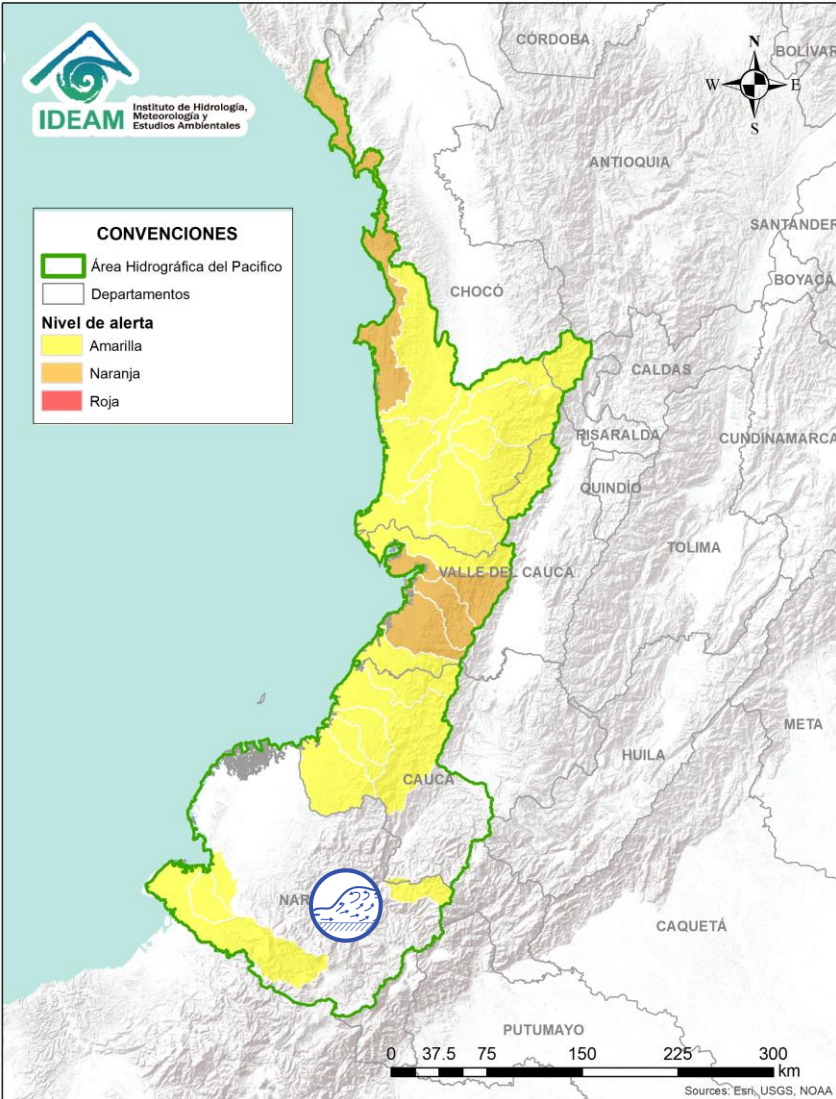 IDEAM
Instituto de Hidrología,
Meteorología y
Estudios Ambientales
N
W
E
S
CÓRDOBA
BOLÍVAR
ANTIOQUIA
SANTANDER
BOYACÁ
CONVENCIONES
Área Hidrográfica del Pacifico
Departamentos
Nivel de alerta
Amarilla
Naranja
Roja
CHOCÓ
CALDAS
RISARALDA
CUNDINAMARCA
QUINDÍO
TOLIMA
VALLE DEL CAUCA
META
HUILA
CAUCA
NAR
CAQUETÁ
PUTUMAYO
0 37.5 75 150 225 300
km
Sources: Esri, USGS, NOAA